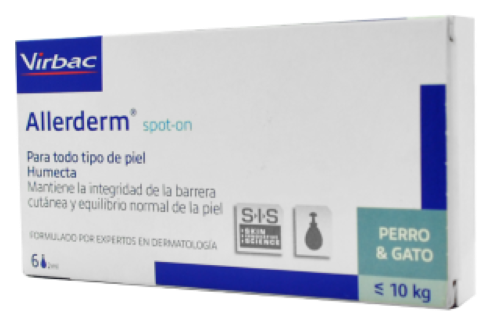 Virbac
Allerderm® spot-on
Para todo tipo de piel
Humecta
Mantiene la integridad de la barrera
cutánea y equilibrio normal de la piel
S·I·S
SKIN
SCIENCE
FORMULADO POR EXPERTOS EN DERMATOLOGÍA
6 2ml
PERRO
& GATO
≤ 10 kg